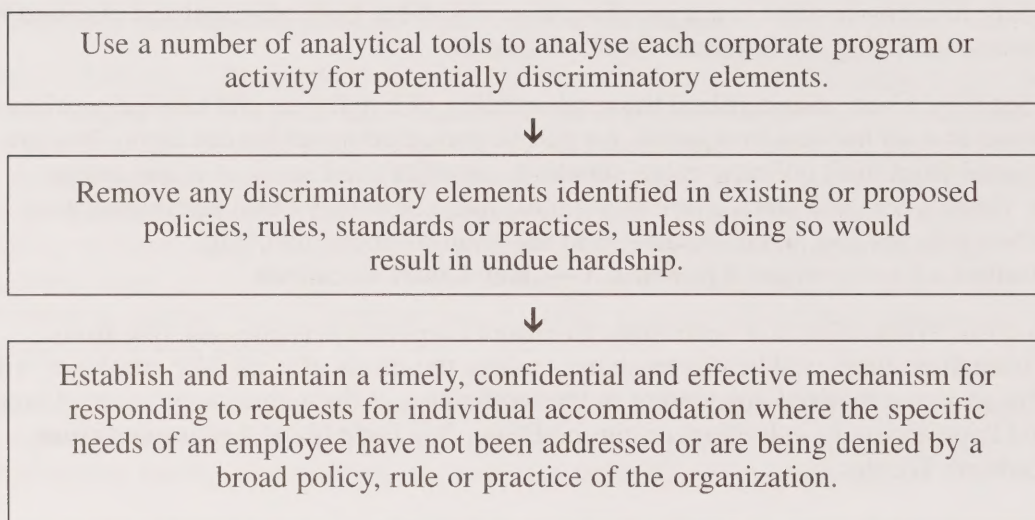 Use a number of analytical tools to analyse each corporate program or
activity for potentially discriminatory elements.
↓
Remove any discriminatory elements identified in existing or proposed
policies, rules, standards or practices, unless doing so would
result in undue hardship.
↓
Establish and maintain a timely, confidential and effective mechanism for
responding to requests for individual accommodation where the specific
needs of an employee have not been addressed or are being denied by a
broad policy, rule or practice of the organization.